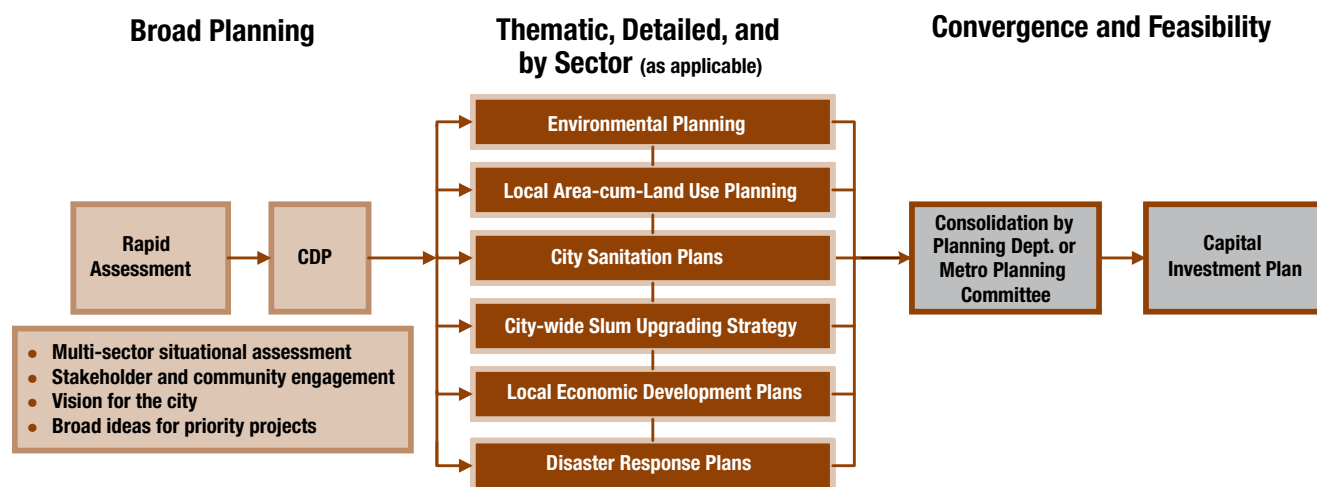 Broad Planning
Thematic, Detailed, and
by Sector (as applicable)
Convergence and Feasibility
Rapid
Assessment
CDP
● Multi-sector situational assessment
● Stakeholder and community engagement
● Vision for the city
● Broad ideas for priority projects
Environmental Planning
Local Area-cum-Land Use Planning
City Sanitation Plans
City-wide Slum Upgrading Strategy
Local Economic Development Plans
Disaster Response Plans
Consolidation by
Planning Dept. or
Metro Planning
Committee
Capital
Investment Plan